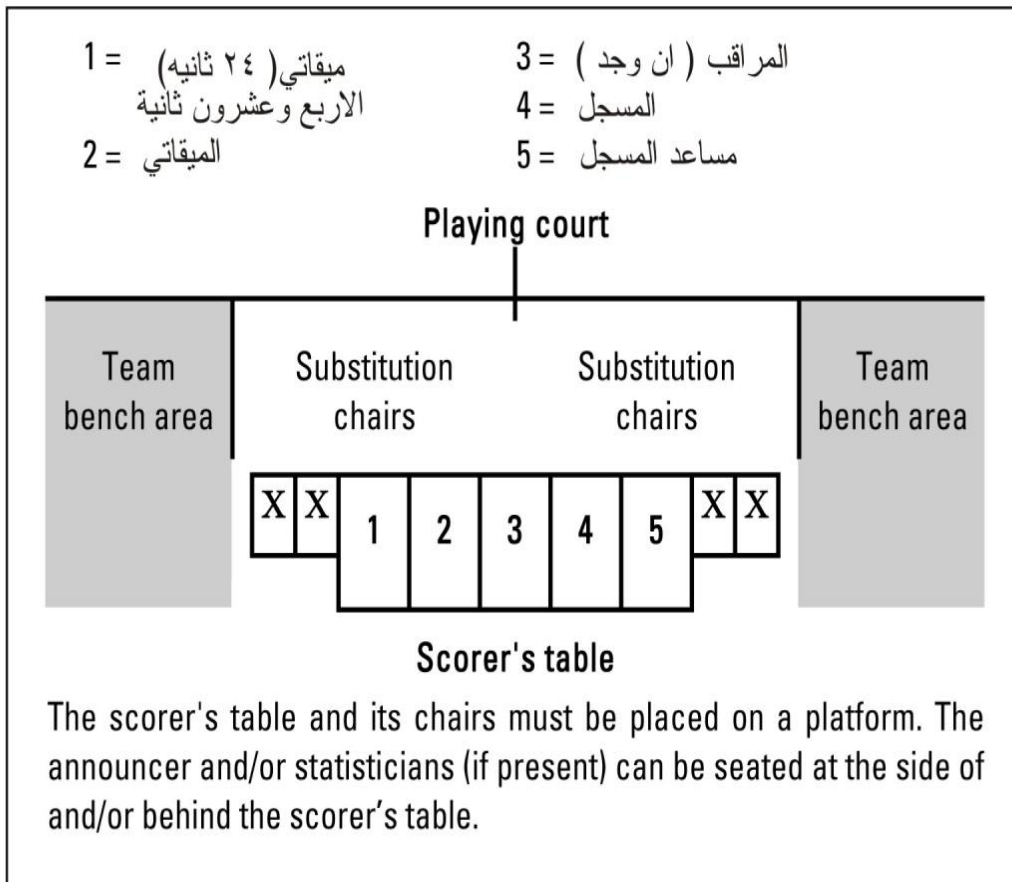 1 = ميقاتي( ٢٤ ثانيه)
الاربع وعشرون ثانية
2 = الميقاتي
3 = المراقب ( ان وجد )
4 = المسجل
5 = مساعد المسجل
Playing court
Team
bench area
Substitution
chairs
Substitution
chairs
Team
bench area
X X 1 2 3 4 5 X X
Scorer's table
The scorer's table and its chairs must be placed on a platform. The
announcer and/or statisticians (if present) can be seated at the side of
and/or behind the scorer’s table.